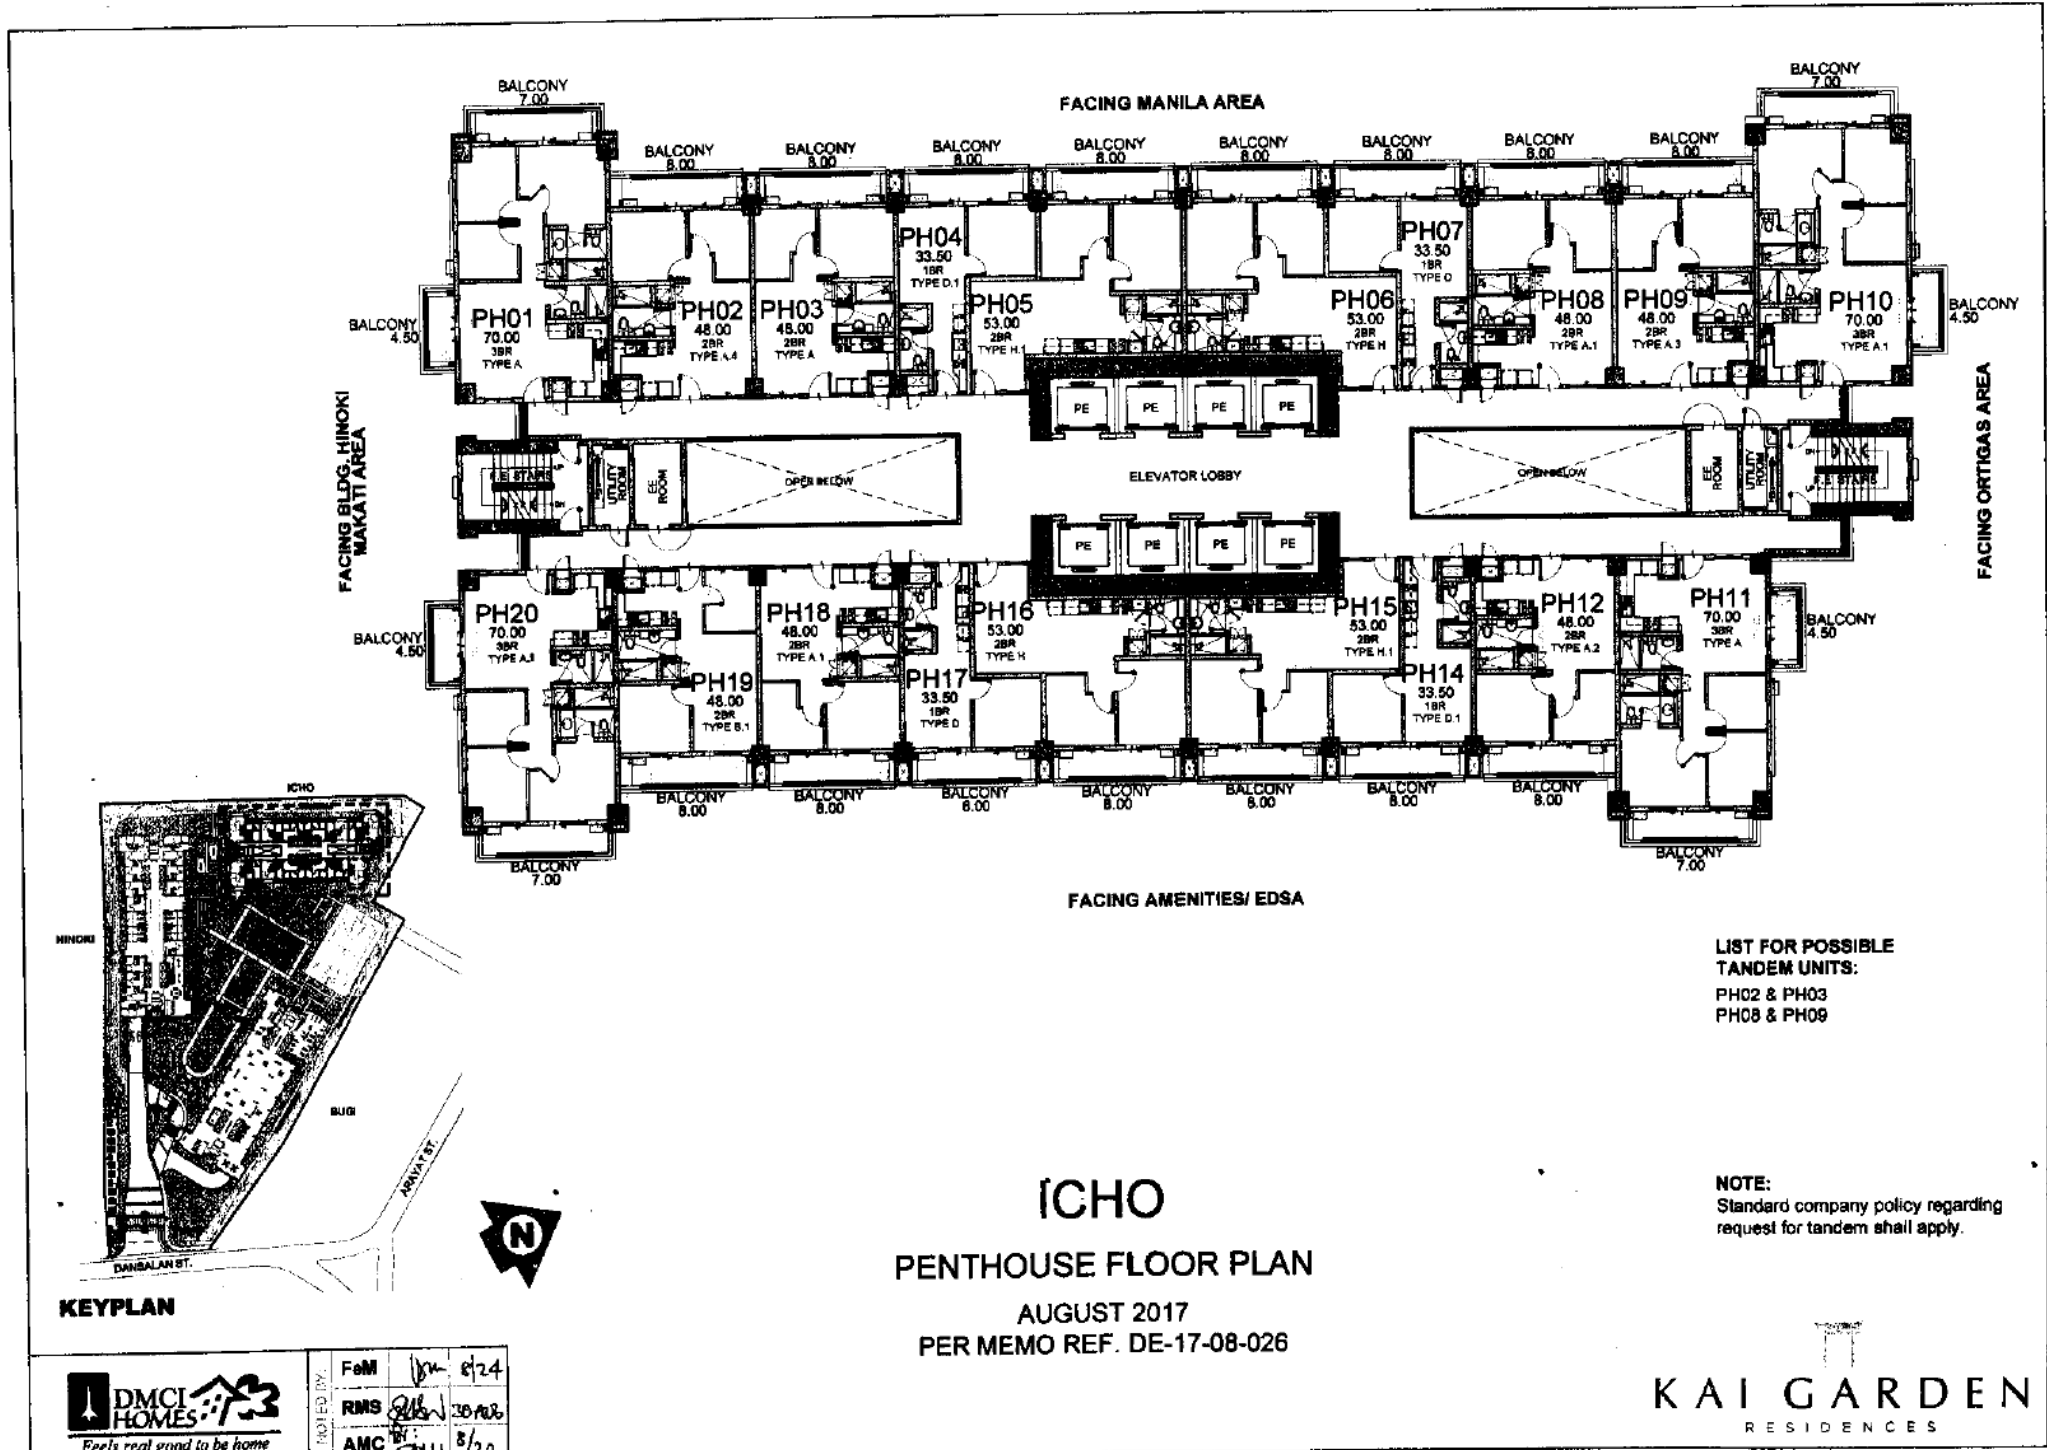 BALCONY
7.00
BALCONY
7.00
FACING MANILA AREA
BALCONY
8.00
BALCONY
8.00
BALCONY
8.00
BALCONY
8.00
BALCONY
8.00
BALCONY
8.00
BALCONY
8.00
BALCONY
8.00
PH01
70.00
3BR
TYPE A
PH02
48.00
2BR
TYPE A.4
PH03
48.00
2BR
TYPE A
PH04
33.50
1BR
TYPE D.1
PH05
53.00
2BR
TYPE H.1
PH06
53.00
2BR
TYPE H
PH07
33.50
1BR
TYPE D
PH08
48.00
2BR
TYPE A.1
PH09
48.00
2BR
TYPE A.3
PH10
70.00
3BR
TYPE A.1
BALCONY
4.50
BALCONY
4.50
FACING BLDG. HINOKI
MAKATI AREA
FACING ORTIGAS AREA
PE
PE
PE
PE
F.E STAIRS
UP
DN
UTILITY
ROOM
EE
ROOM
OPEN BELOW
ELEVATOR LOBBY
OPEN BELOW
EE
ROOM
UTILITY
ROOM
DN
UP
F.E STAIRS
PE
PE
PE
PE
BALCONY
4.50
PH20
70.00
3BR
PH19
48.00
2BR
TYPE B.1
PH18
48.00
2BR
TYPE A.1
PH17
33.50
1BR
TYPE D
PH16
53.00
2BR
TYPE H
PH15
53.00
2BR
TYPE H.1
PH14
33.50
1BR
TYPE D.1
PH12
48.00
2BR
TYPE A.2
PH11
70.00
3BR
TYPE A
BALCONY
4.50
BALCONY
8.00
BALCONY
8.00
BALCONY
8.00
BALCONY
8.00
BALCONY
8.00
BALCONY
8.00
BALCONY
8.00
BALCONY
7.00
BALCONY
7.00
FACING AMENITIES/ EDSA
LIST FOR POSSIBLE
TANDEM UNITS:
PH02 & PH03
PH08 & PH09
ICHO
HINOKI
SUGI
ARAYAT ST.
DANSALAN ST.
KEYPLAN
N
ICHO
PENTHOUSE FLOOR PLAN
AUGUST 2017
PER MEMO REF. DE-17-08-026
NOTE:
Standard company policy regarding
request for tandem shall apply.
DMCI
HOMES
Feels real good to be home
NOTED BY:
FsM 8/24
RMS 30 AUG
AMC
KAI GARDEN
RESIDENCES